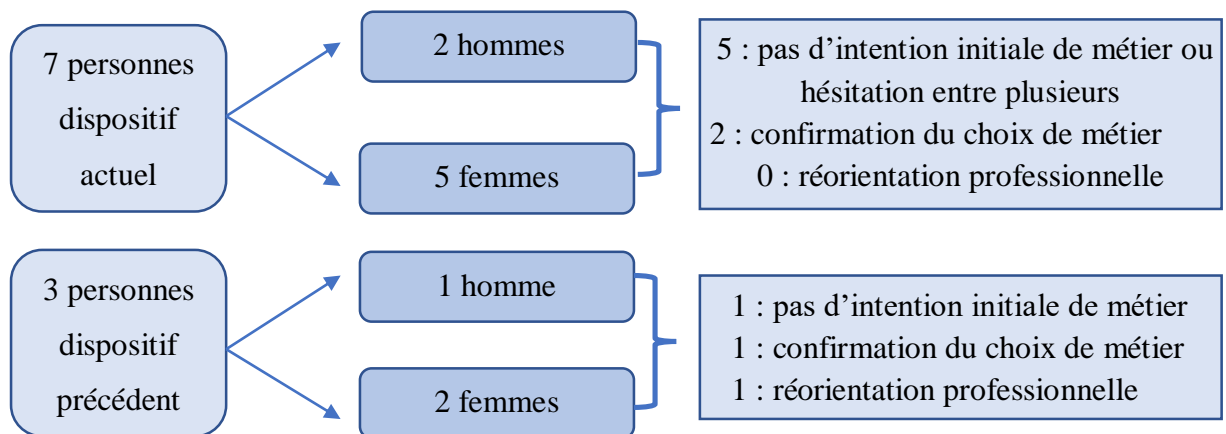 7 personnes
dispositif
actuel
2 hommes
5 femmes
5 : pas d’intention initiale de métier ou
hésitation entre plusieurs
2 : confirmation du choix de métier
0 : réorientation professionnelle
3 personnes
dispositif
précédent
1 homme
2 femmes
1 : pas d’intention initiale de métier
1 : confirmation du choix de métier
1 : réorientation professionnelle